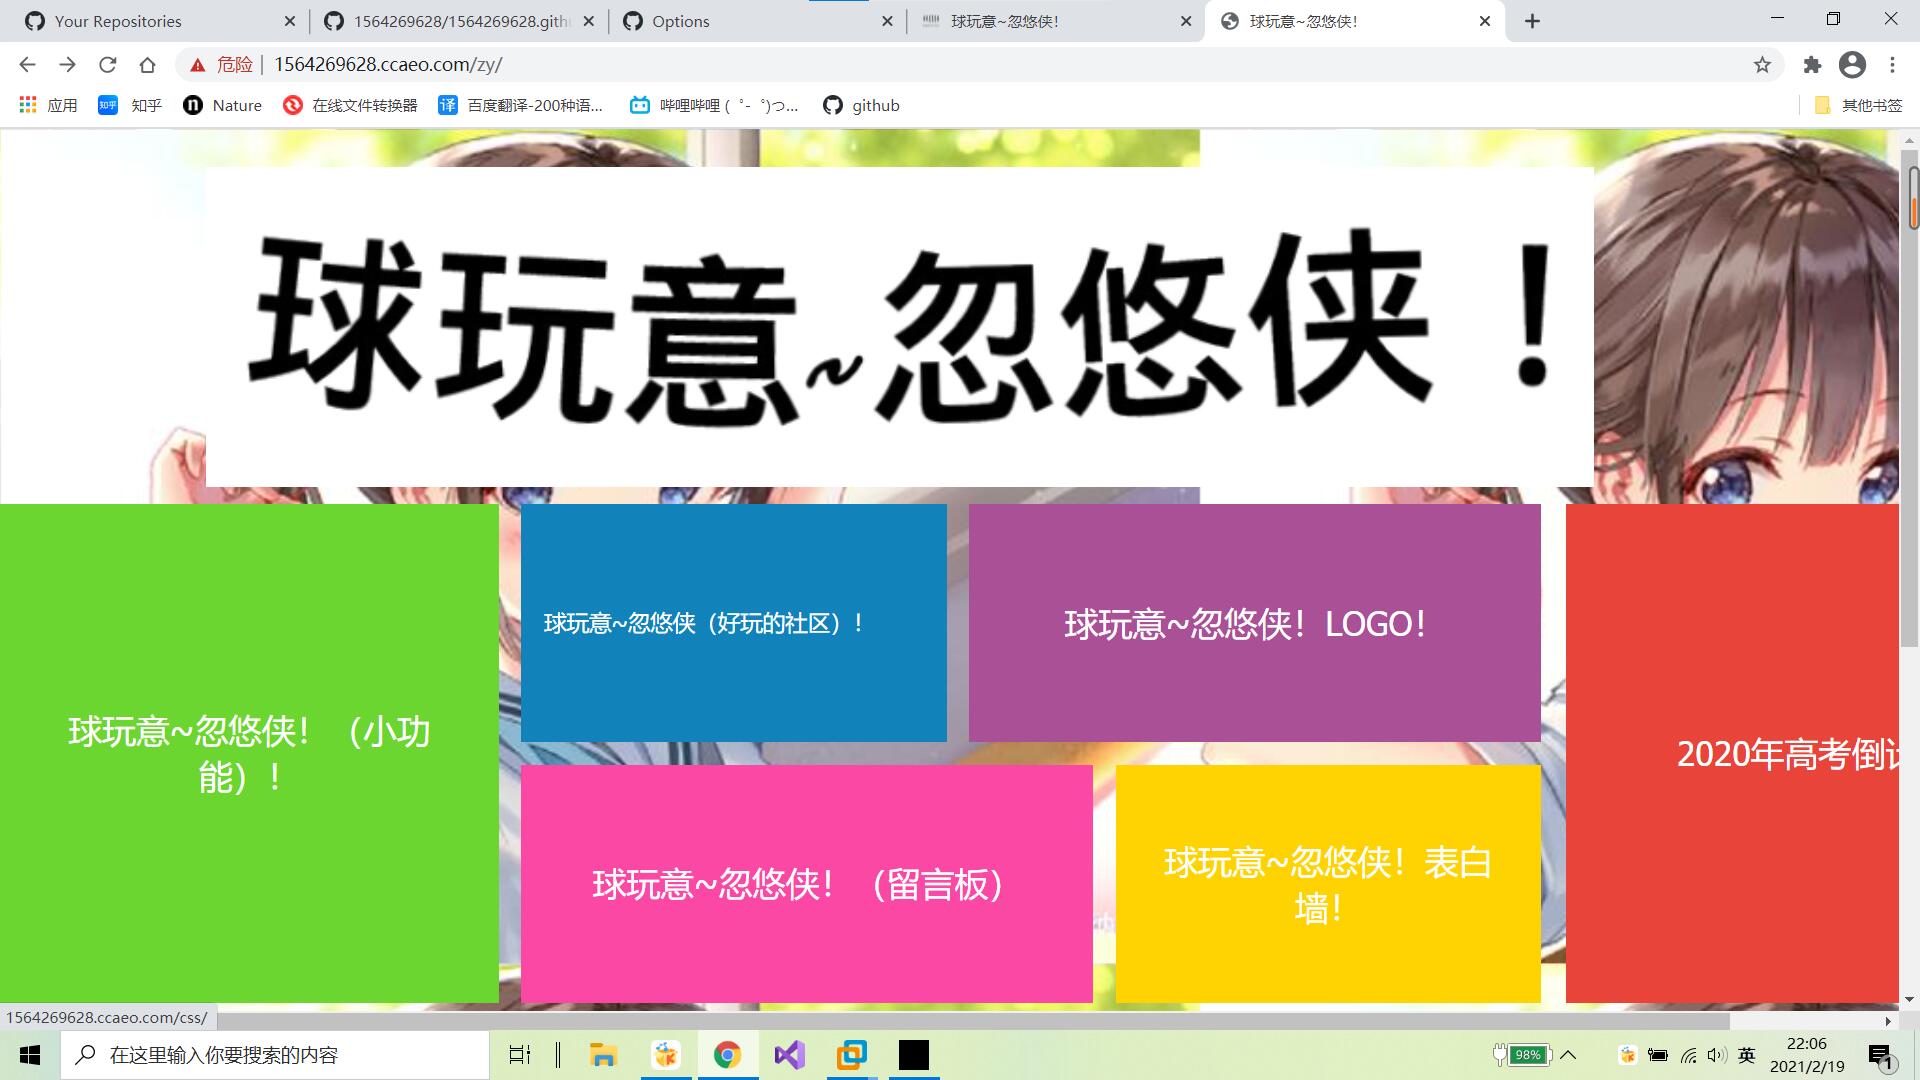 Your Repositories
1564269628/1564269628.gith
Options
球玩意~忽悠侠！
球玩意~忽悠侠！
危险
1564269628.ccaeo.com/zy/
应用
知乎
知乎
Nature
在线文件转换器
译
百度翻译-200种语...
哔哩哔哩 ( ゜- ゜)つ...
github
其他书签
球玩意~忽悠侠！
球玩意~忽悠侠（好玩的社区）！
球玩意~忽悠侠！LOGO！
球玩意~忽悠侠！（小功
能）！
2020年高考倒
球玩意~忽悠侠！（留言板）
球玩意~忽悠侠！表白
墙！
1564269628.ccaeo.com/css/
在这里输入你要搜索的内容
98%
英
22:06
2021/2/19
1